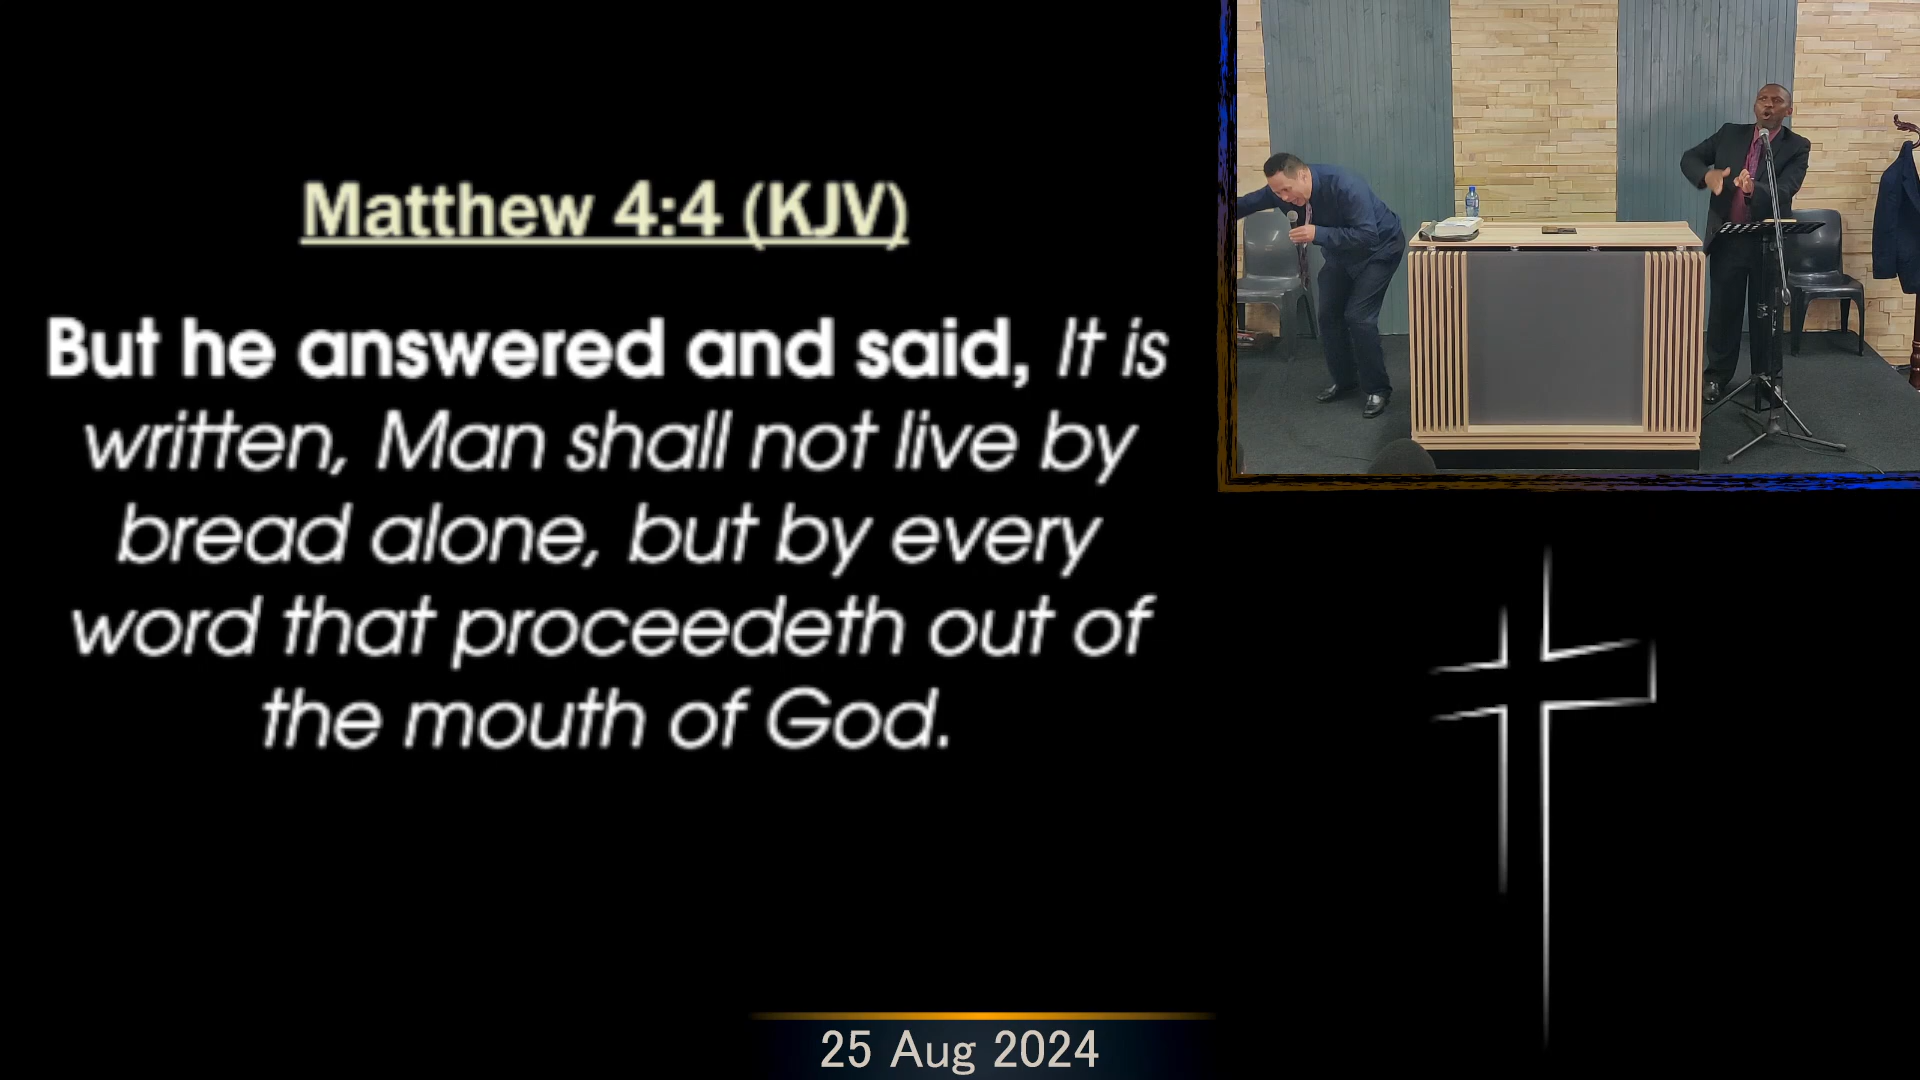 Matthew 4:4 (KJV)
But he answered and said, It is
written, Man shall not live by
bread alone, but by every
word that proceedeth out of
the mouth of God.
25 Aug 2024